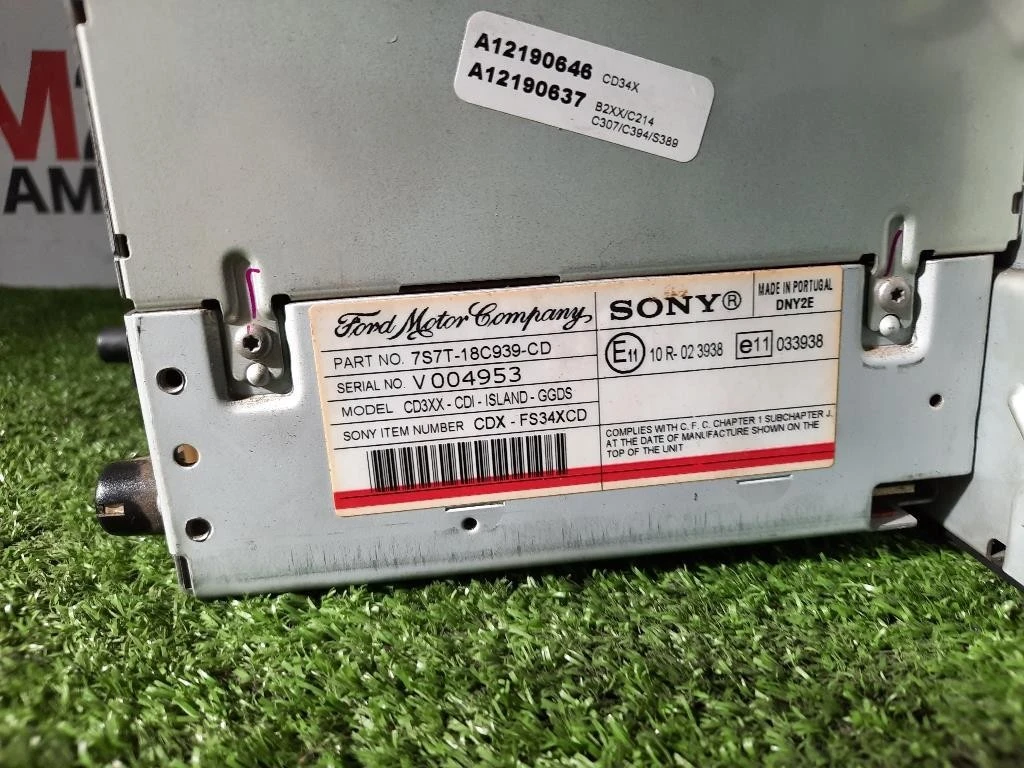 A12190646 CD34X
A12190637 B2XX/C214
C307/C394/S389
AM
Ford Motor Company
PART NO. 7S7T-18C939-CD
SERIAL NO. V004953
MODEL CD3XX - CDI - ISLAND - GGDS
SONY ITEM NUMBER CDX - FS34XCD
SONY®
MADE IN PORTUGAL
DNY2E
E11 10 R- 02 3938 e11 033938
COMPLIES WITH C. F. C. CHAPTER 1 SUBCHAPTER J.
AT THE DATE OF MANUFACTURE SHOWN ON THE
TOP OF THE UNIT